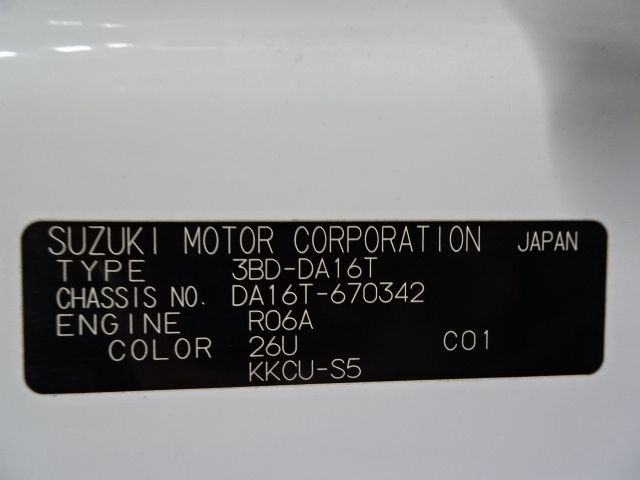 SUZUKI MOTOR CORPORATION JAPAN
TYPE 3BD-DA16T
CHASSIS NO. DA16T-670342
ENGINE R06A
COLOR 26U C01
KKCU-S5